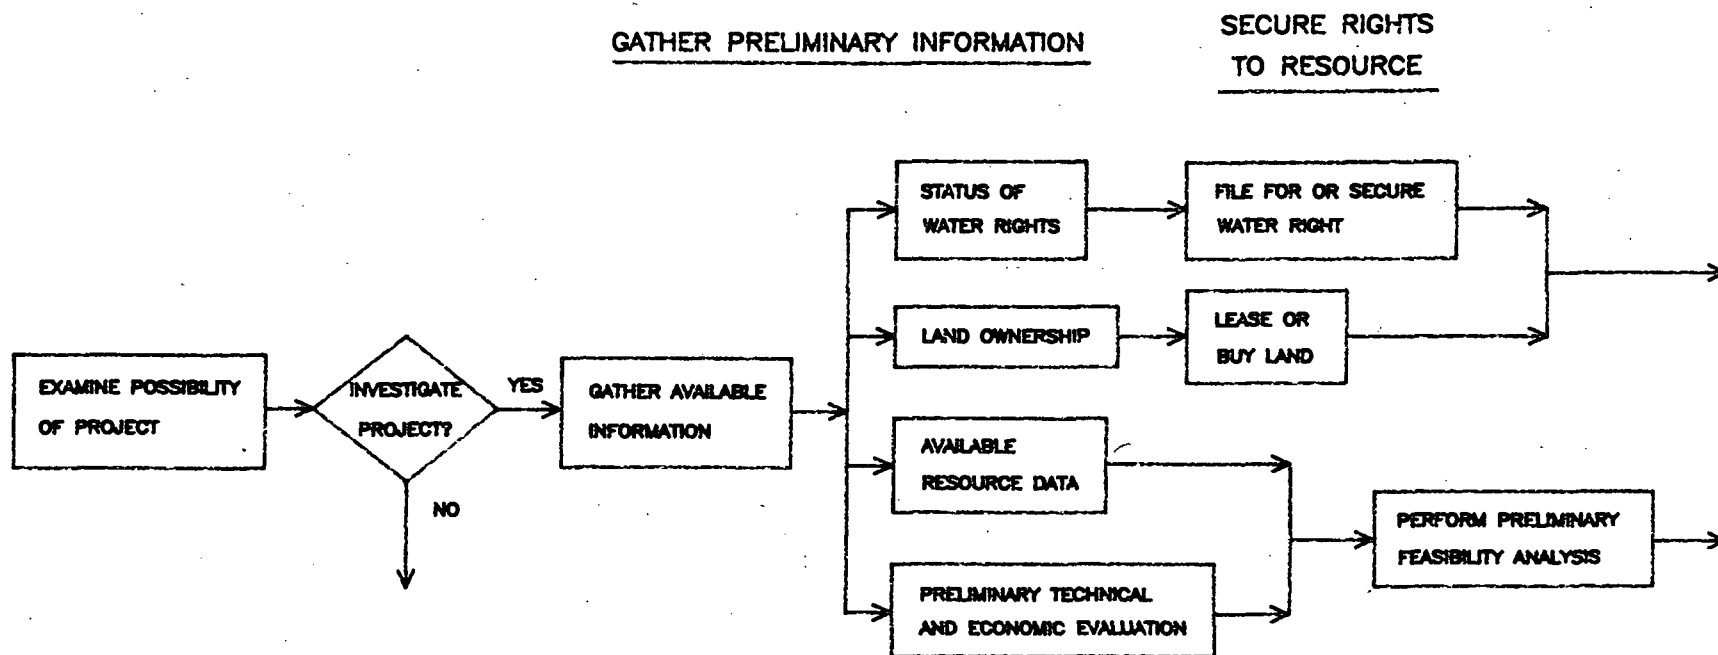 GATHER PRELIMINARY INFORMATION
SECURE RIGHTS
TO RESOURCE
EXAMINE POSSIBILITY
OF PROJECT
INVESTIGATE
PROJECT?
YES
NO
GATHER AVAILABLE
INFORMATION
STATUS OF
WATER RIGHTS
FILE FOR OR SECURE
WATER RIGHT
LAND OWNERSHIP
LEASE OR
BUY LAND
AVAILABLE
RESOURCE DATA
PRELIMINARY TECHNICAL
AND ECONOMIC EVALUATION
PERFORM PRELIMINARY
FEASIBILITY ANALYSIS